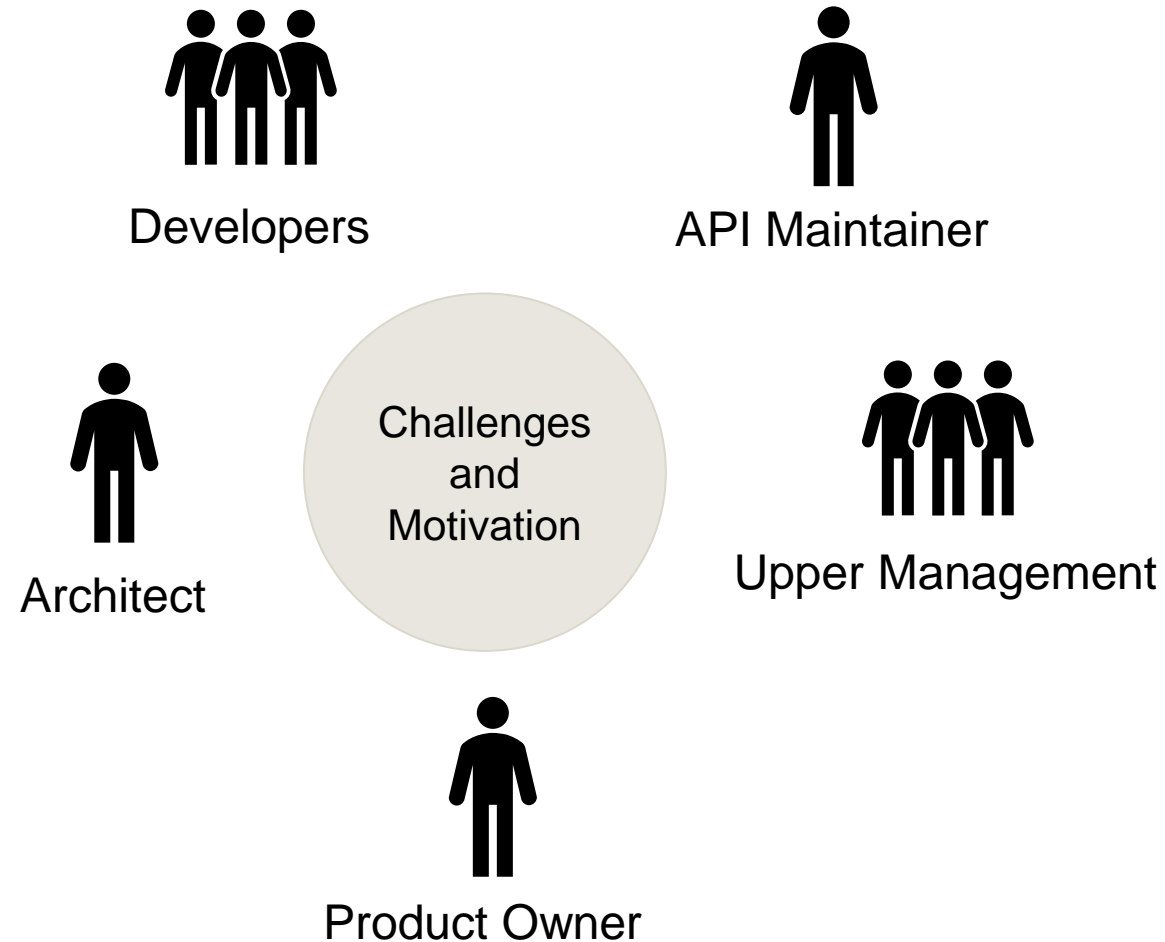 Developers
API Maintainer
Challenges
and
Motivation
Architect
Upper Management
Product Owner